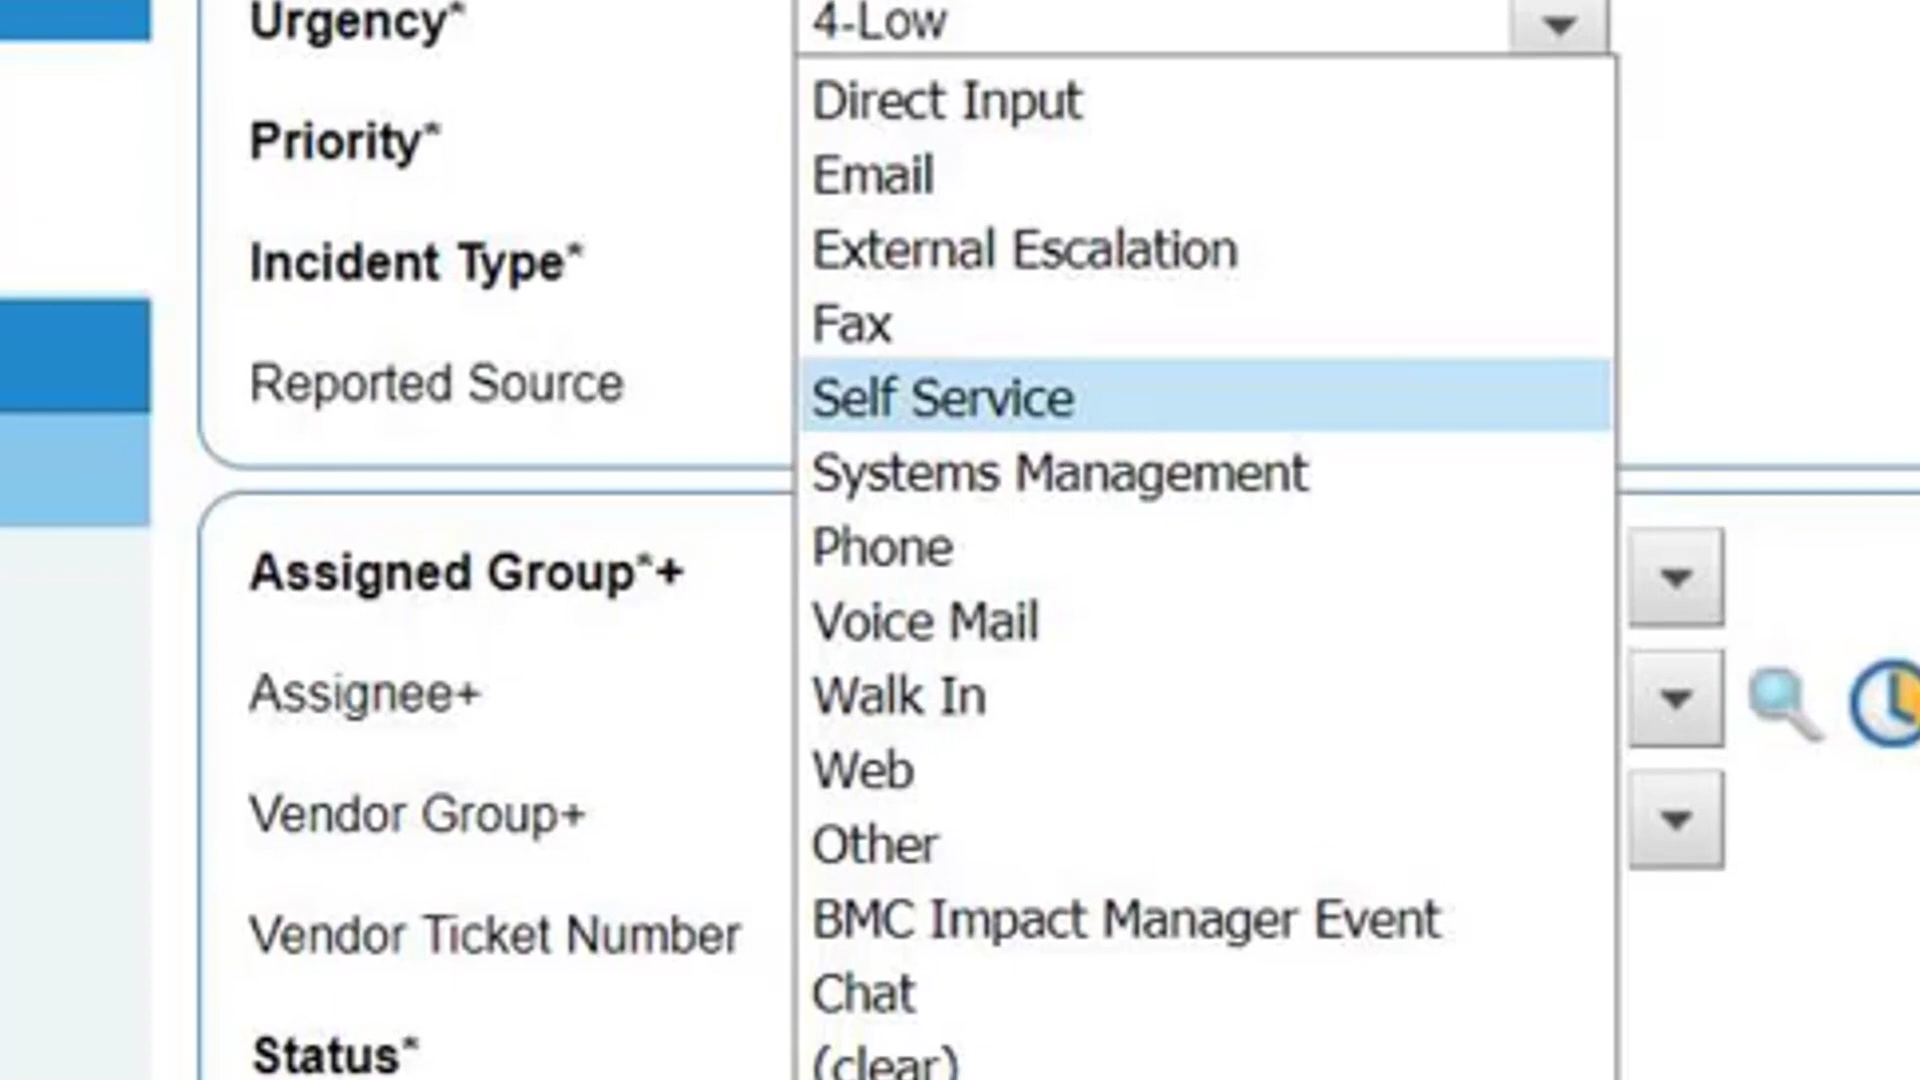 Urgency*
4-Low
Direct Input
Priority*
Email
External Escalation
Incident Type*
Fax
Reported Source
Self Service
Systems Management
Phone
Assigned Group*+
Voice Mail
Assignee+
Walk In
Web
Vendor Group+
Other
Vendor Ticket Number
BMC Impact Manager Event
Chat
Status*
(clear)